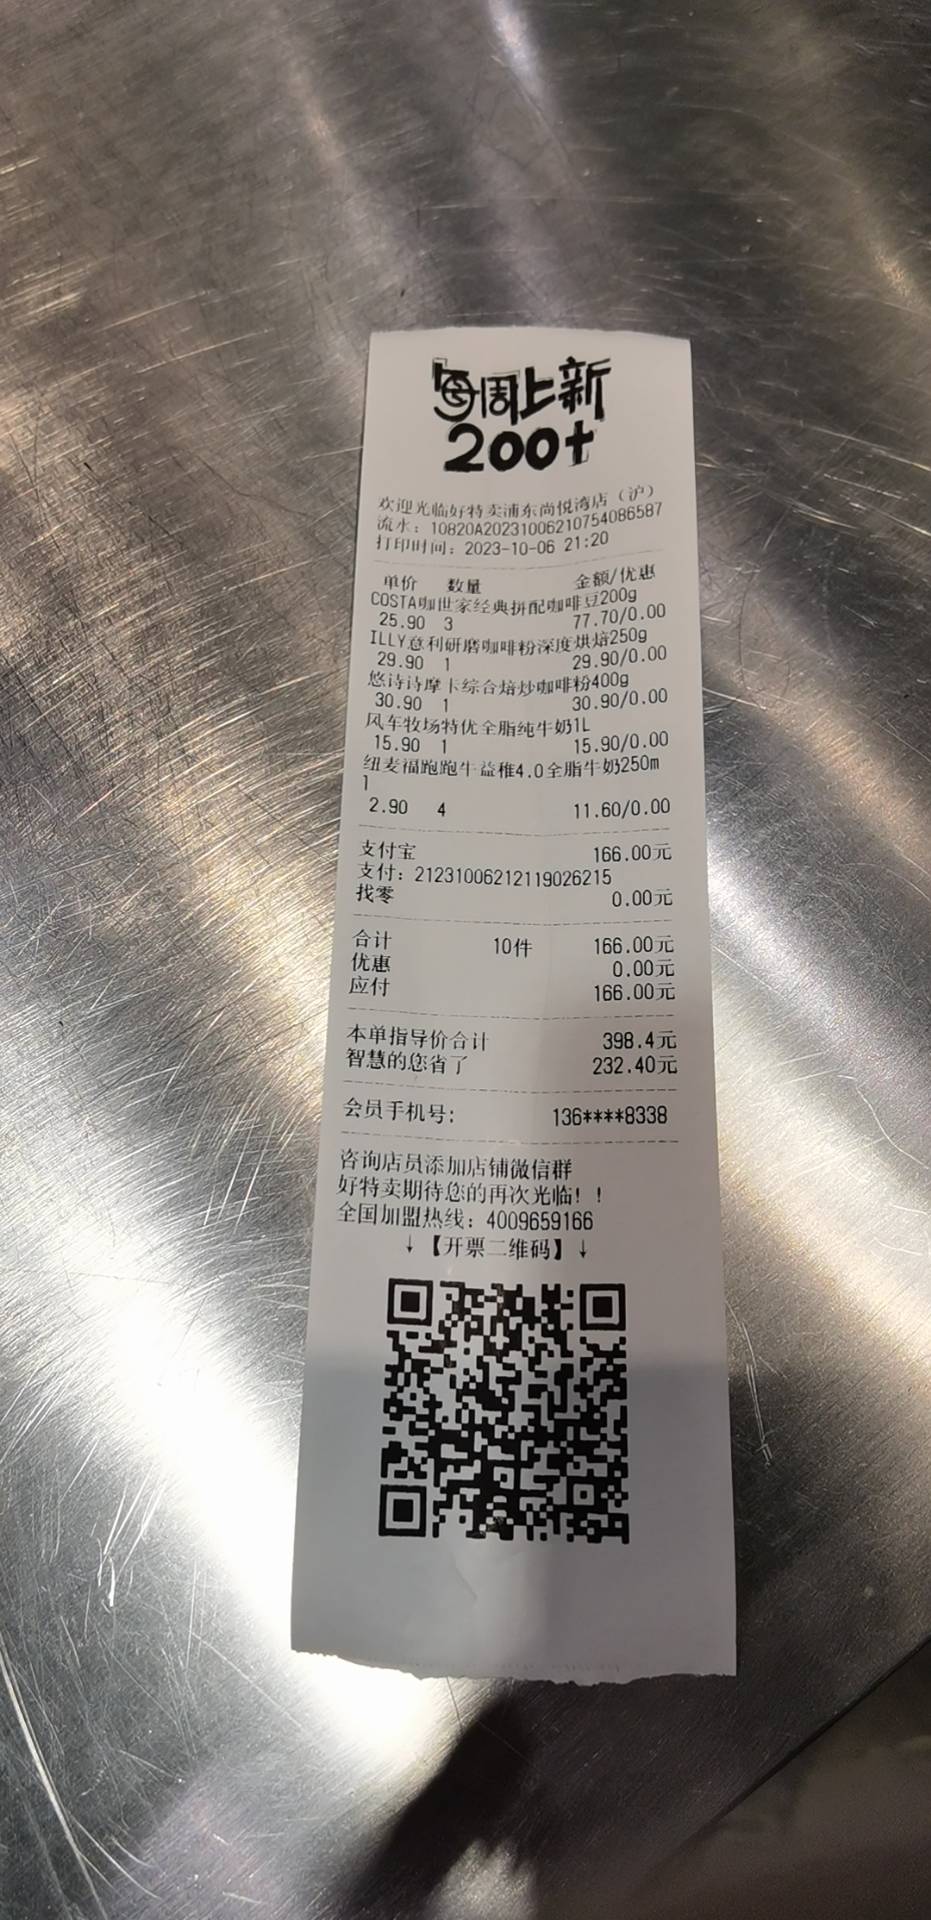 每周上新
200+
欢迎光临好特卖浦东尚悦湾店（沪）
流水：10820A20231006210754086587
打印时间：2023-10-06 21:20
单价 数量 金额/优惠
COSTA咖世家经典拼配咖啡豆200g
25.90 3 77.70/0.00
ILLY意利研磨咖啡粉深度烘焙250g
29.90 1 29.90/0.00
悠诗诗摩卡综合焙炒咖啡粉400g
30.90 1 30.90/0.00
风车牧场特优全脂纯牛奶1L
15.90 1 15.90/0.00
纽麦福跑跑牛益稚4.0全脂牛奶250m
l
2.90 4 11.60/0.00
支付宝 166.00元
支付：21231006212119026215
找零 0.00元
合计 10件 166.00元
优惠 0.00元
应付 166.00元
本单指导价合计 398.4元
智慧的您省了 232.40元
会员手机号： 136****8338
咨询店员添加店铺微信群
好特卖期待您的再次光临！！
全国加盟热线：4009659166
↓【开票二维码】↓